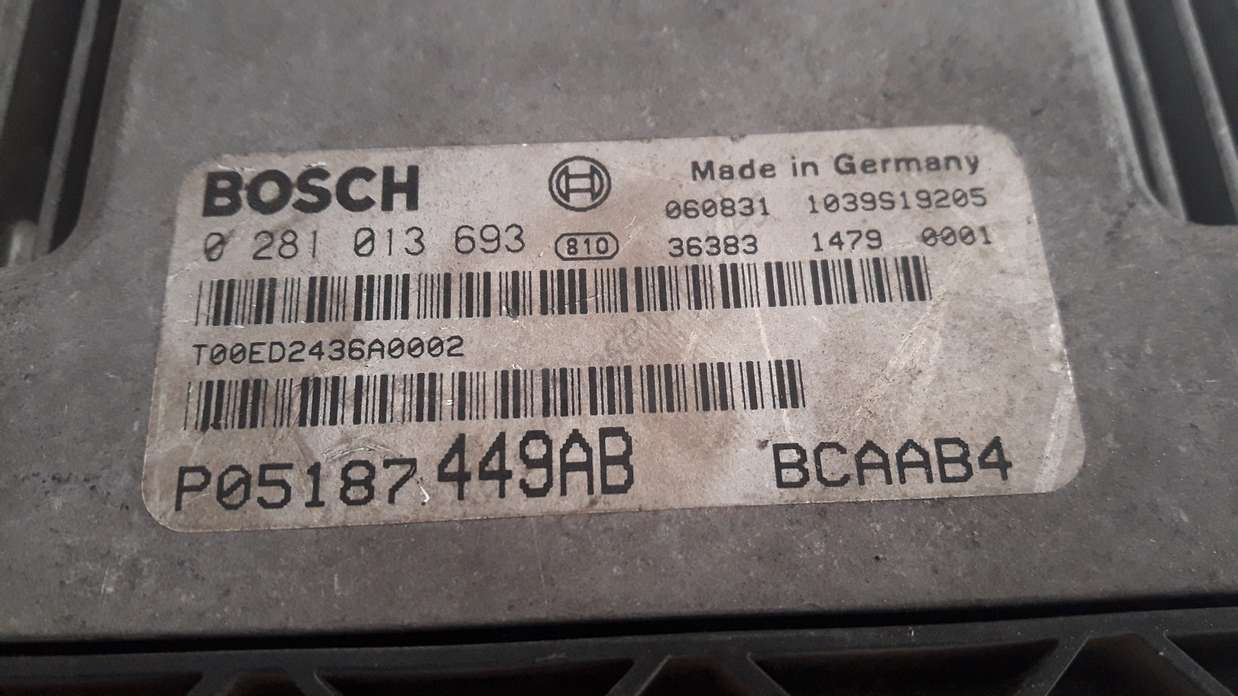 BOSCH
Made in Germany
060831 1039S19205
0 281 013 693 810 36383 1479 0001
T00ED2436A0002
P05187449AB BCAAB4